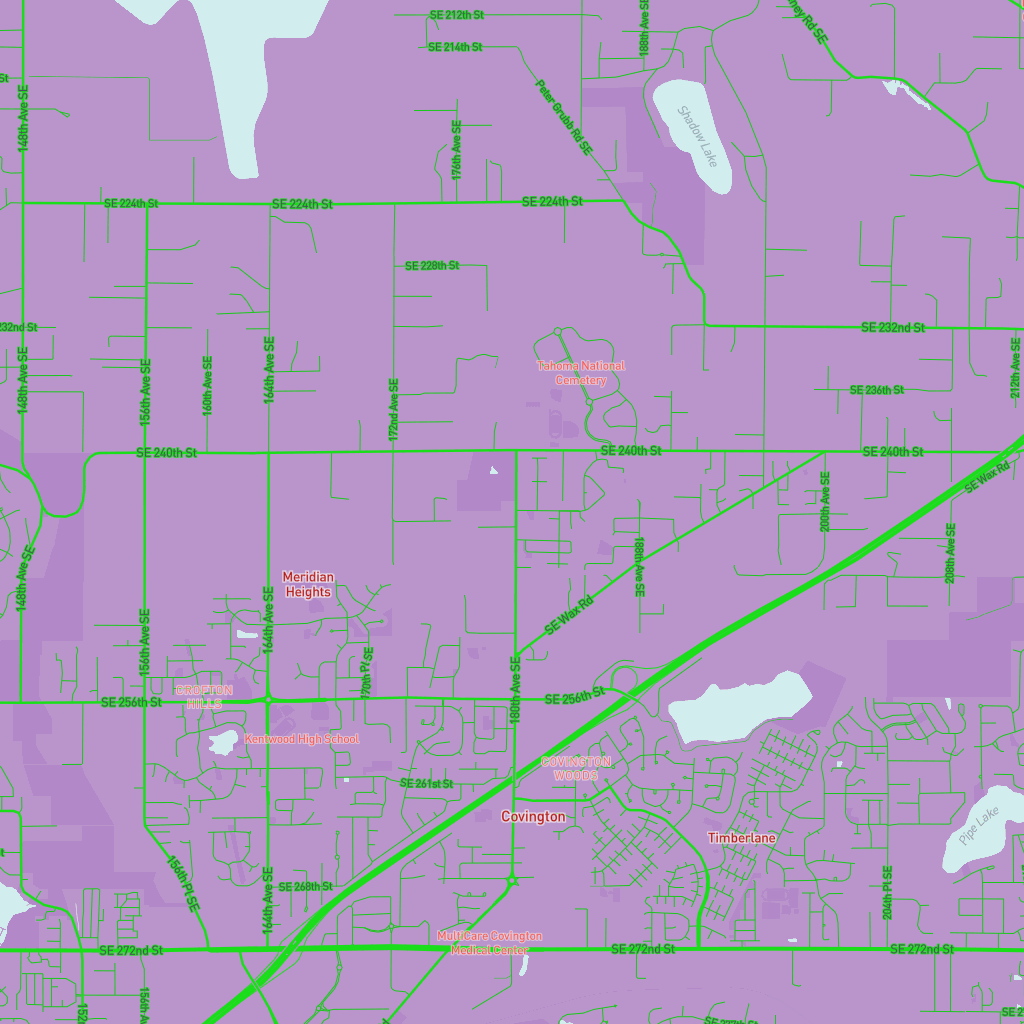 SE 212th St
188th Ave SE
SE 214th St
148th Ave SE
Peter Grubb Rd SE
Shadow Lake
176th Ave SE
SE 224th St
SE 224th St
SE 224th St
SE 228th St
232nd St
SE 232nd St
148th Ave SE
156th Ave SE
160th Ave SE
164th Ave SE
172nd Ave SE
Tahoma National
Cemetery
212th Ave SE
SE 236th St
SE 240th St
SE 240th St
SE 240th St
SE Wax Rd
200th Ave SE
208th Ave SE
188th Ave SE
148th Ave SE
Meridian
Heights
164th Ave SE
156th Ave SE
SE Wax Rd
170th Pl SE
180th Ave SE
CROFTON
HILLS
SE 256th St
SE 256th St
Kentwood High School
COVINGTON
WOODS
SE 261st St
Covington
Timberlane
Pipe Lake
156th Pl SE
164th Ave SE
SE 268th St
204th Pl SE
MultiCare Covington
Medical Center
SE 272nd St
SE 272nd St
SE 272nd St